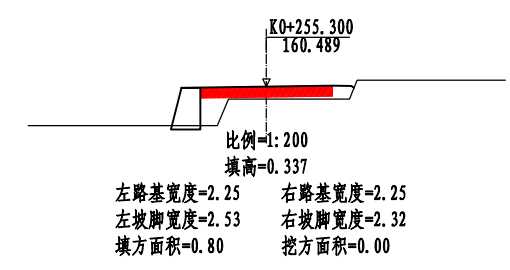 K0+255.300
160.489
比例=1:200
填高=0.337
左路基宽度=2.25 右路基宽度=2.25
左坡脚宽度=2.53 右坡脚宽度=2.32
填方面积=0.80 挖方面积=0.00